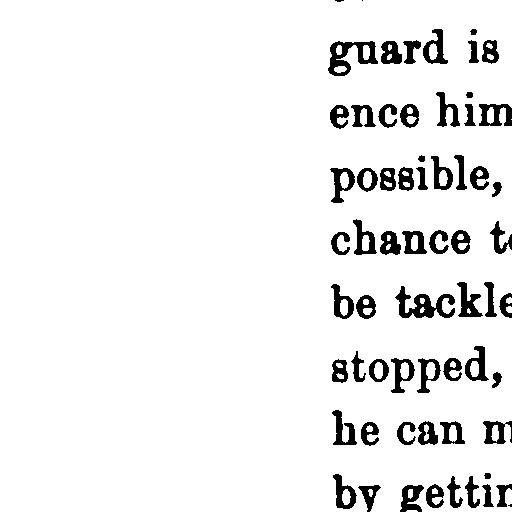 guard is
ence him
possible,
chance t
be tackle
stopped,
he can m
by gettin